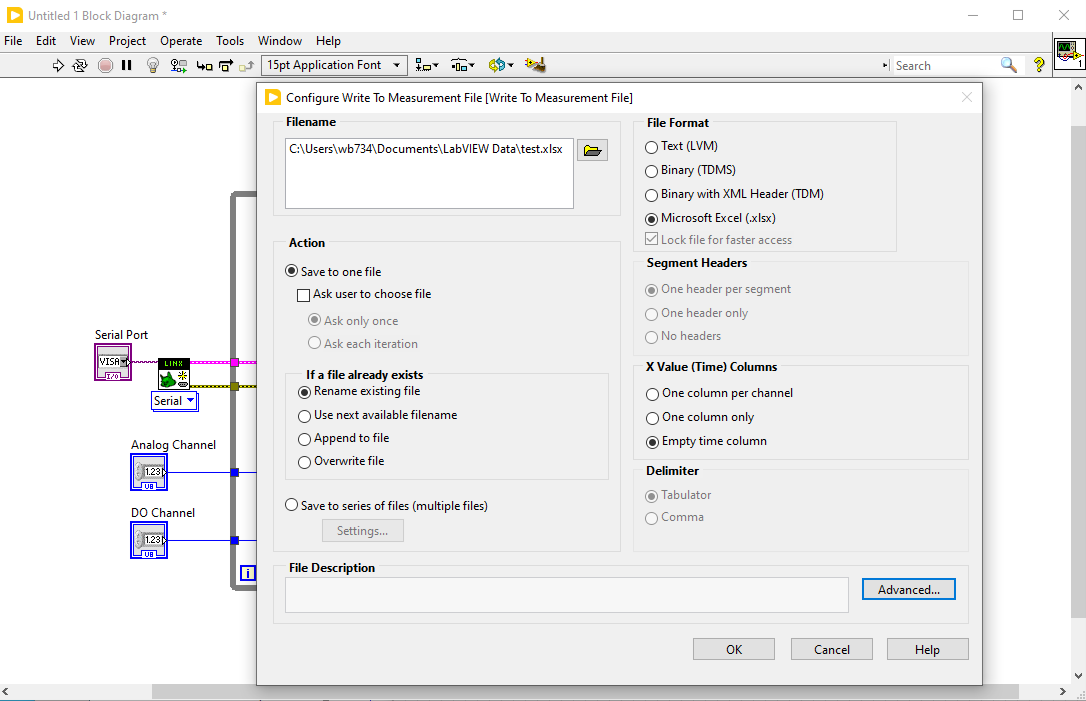 Untitled 1 Block Diagram *
File Edit View Project Operate Tools Window Help
15pt Application Font
Search
?
1
Configure Write To Measurement File [Write To Measurement File]
Filename
C:\Users\wb734\Documents\LabVIEW Data\test.xlsx
File Format
Text (LVM)
Binary (TDMS)
Binary with XML Header (TDM)
Microsoft Excel (.xlsx)
Lock file for faster access
Action
Save to one file
Ask user to choose file
Ask only once
Ask each iteration
If a file already exists
Rename existing file
Use next available filename
Append to file
Overwrite file
Save to series of files (multiple files)
Settings...
Segment Headers
One header per segment
One header only
No headers
X Value (Time) Columns
One column per channel
One column only
Empty time column
Delimiter
Tabulator
Comma
File Description
Advanced...
OK Cancel Help
Serial Port
VISA
I/O
LINX
Serial
Analog Channel
1.23
U8
DO Channel
1.23
U8
i